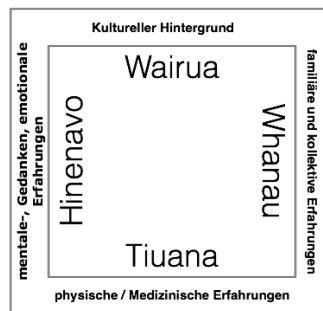 Kultureller Hintergrund
Wairua
mentale-, Gedanken, emotionale
Erfahrungen
Hinenavo
Whanau
familiäre und kollektive Erfahrungen
Tiuana
physische / Medizinische Erfahrungen